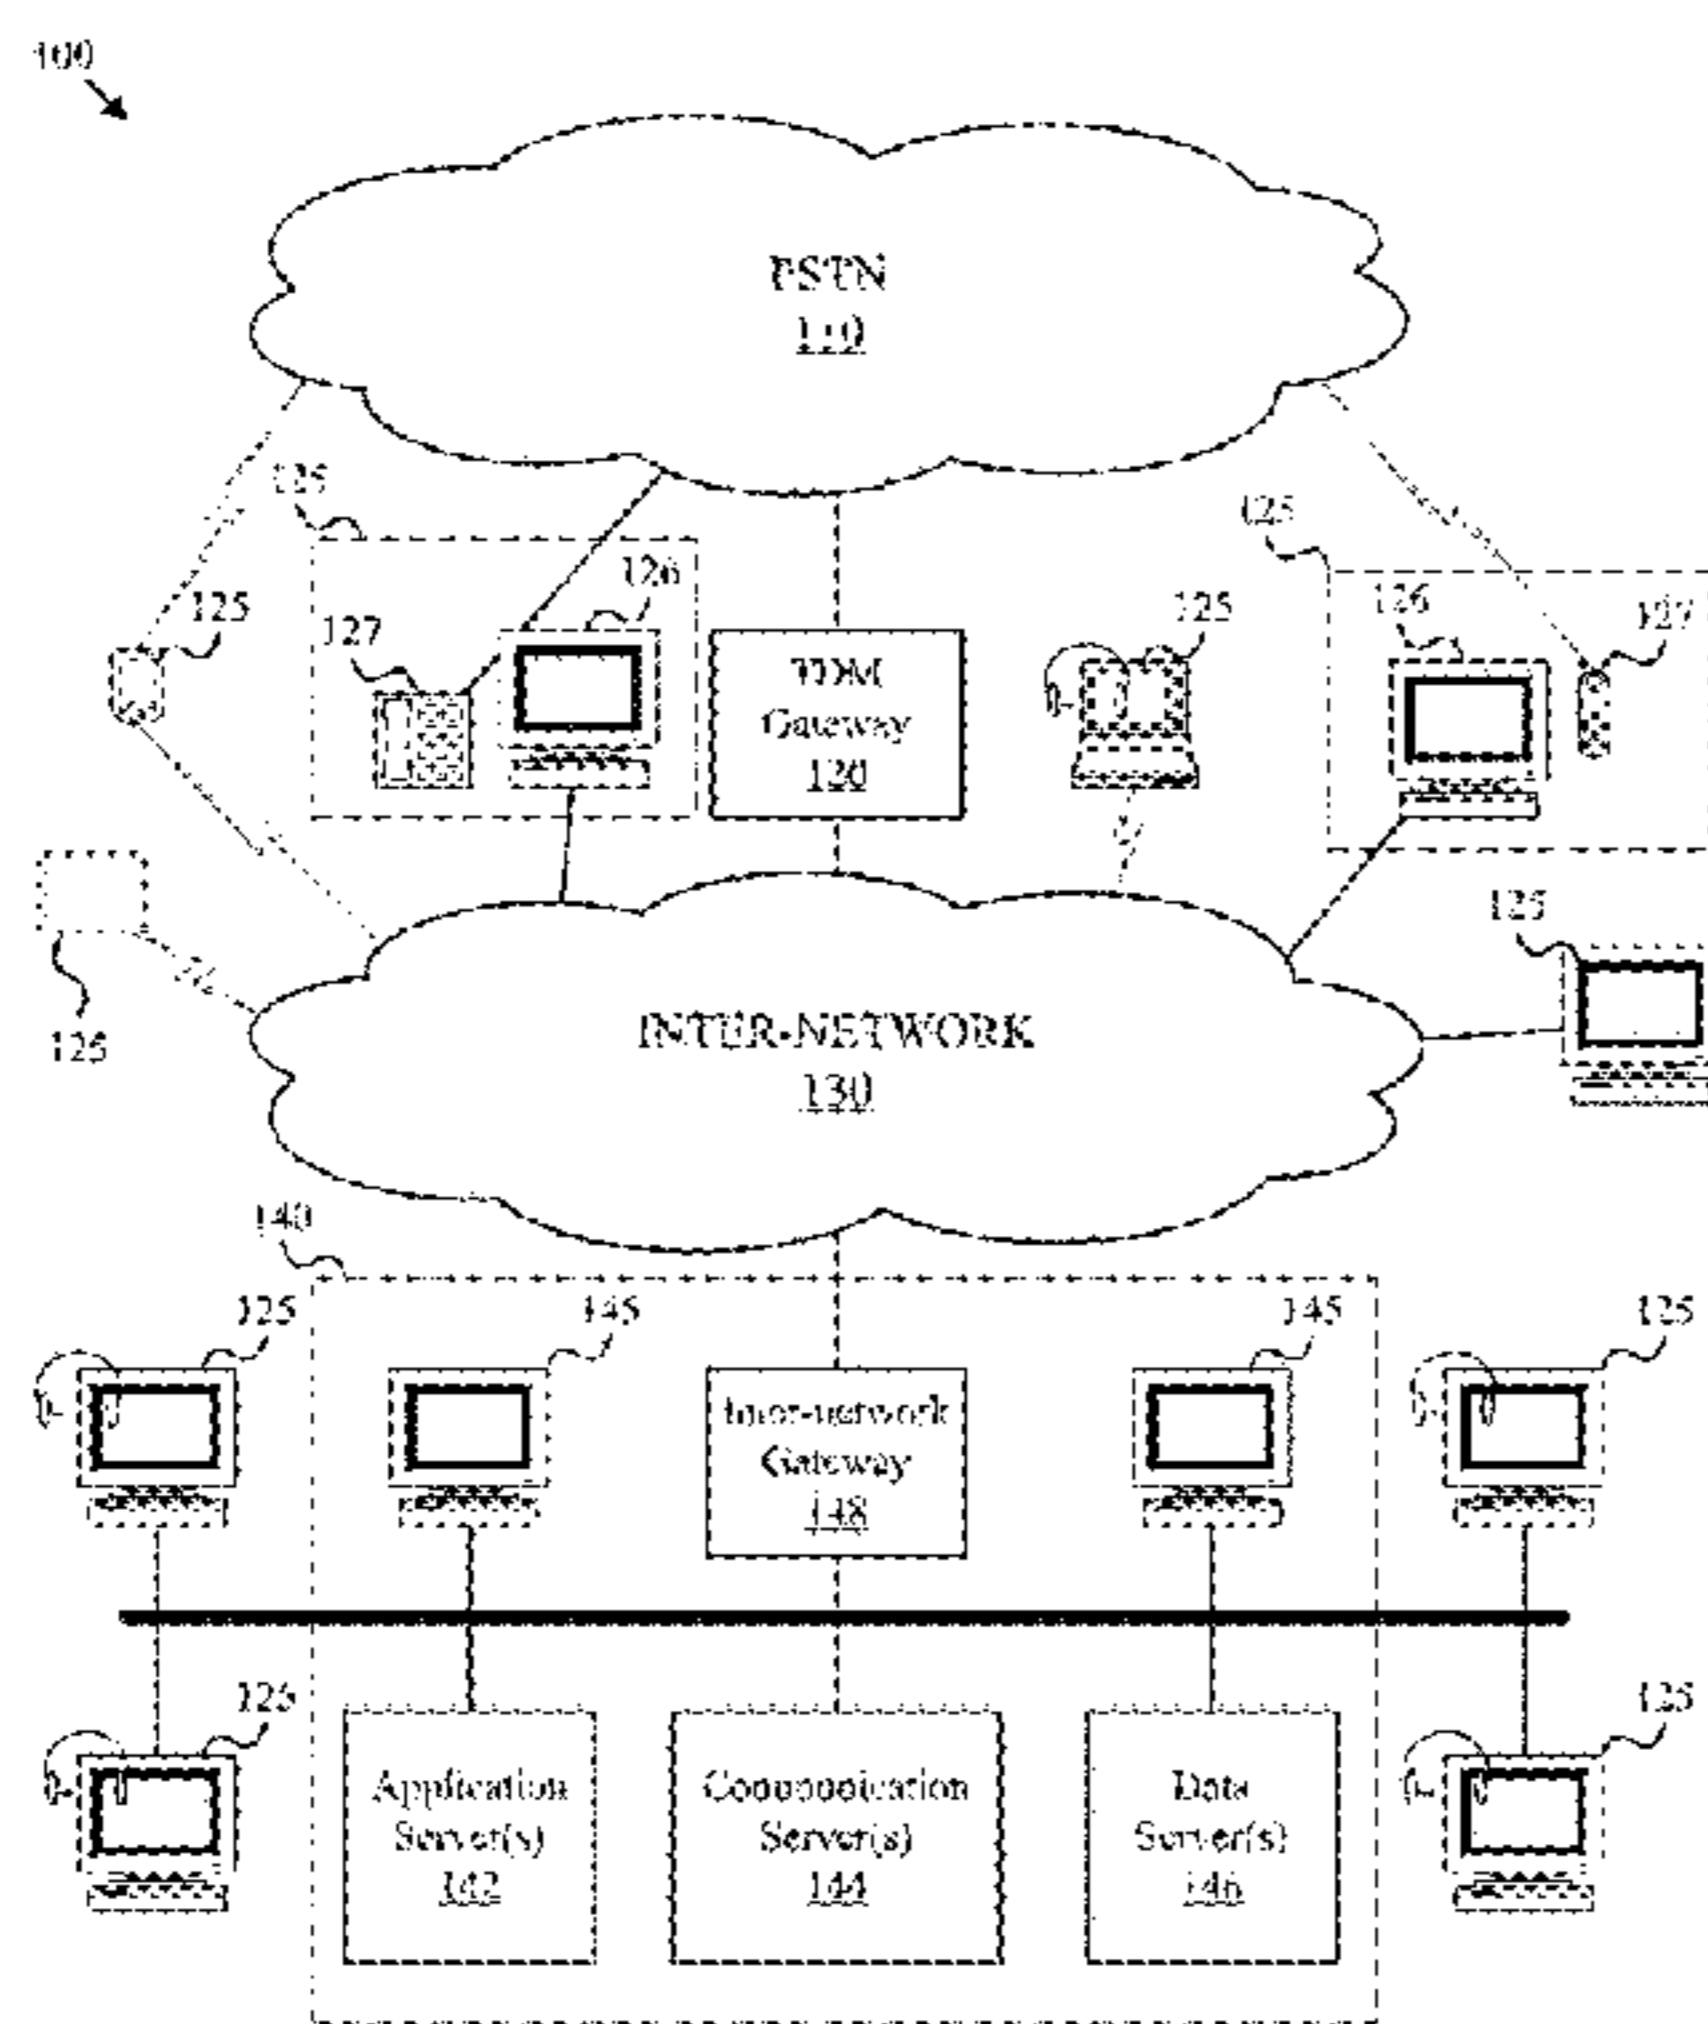 100
PSTN
110
125
125
126
126
125
127
125
126
127
TDM
Gateway
120
125
125
INTER-NETWORK
130
140
125
145
145
125
Inter-network
Gateway
148
125
125
Application
Server(s)
142
Communication
Server(s)
144
Data
Server(s)
146